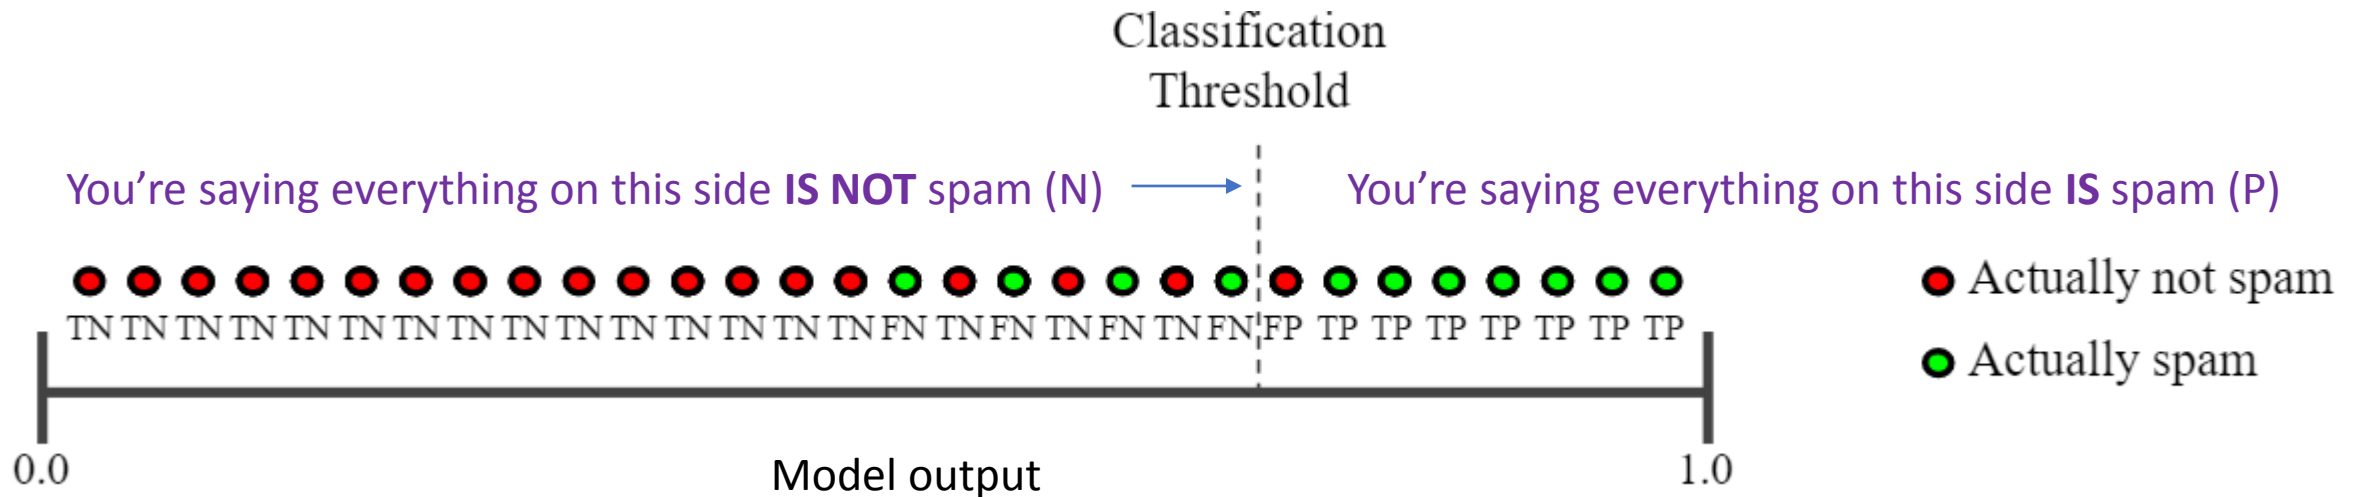 Classification
Threshold
You’re saying everything on this side IS NOT spam (N)
You’re saying everything on this side IS spam (P)
TN TN TN TN TN TN TN TN TN TN TN TN TN TN TN FN TN FN TN FN TN FN FP TP TP TP TP TP TP TP
Actually not spam
Actually spam
0.0
Model output
1.0